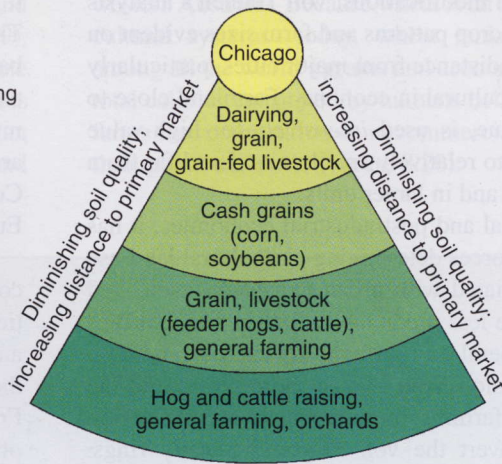 Chicago
ng
Dairying,
grain,
grain-fed livestock
Cash grains
(corn,
soybeans)
Grain, livestock
(feeder hogs, cattle),
general farming
Hog and cattle raising,
general farming, orchards
Diminishing soil quality;
increasing distance to primary market
Diminishing soil quality;
increasing distance to primary market